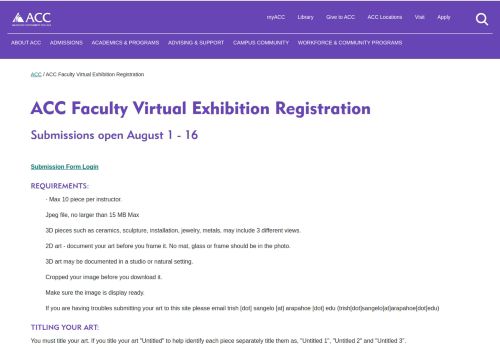 ACC
myACC Library Give to ACC ACC Locations Visit Apply
ABOUT ACC ADMISSIONS ACADEMICS & PROGRAMS ADVISING & SUPPORT CAMPUS COMMUNITY WORKFORCE & COMMUNITY PROGRAMS
ACC / ACC Faculty Virtual Exhibition Registration
ACC Faculty Virtual Exhibition Registration
Submissions open August 1 - 16
Submission Form Login
REQUIREMENTS:
- Max 10 piece per instructor.
Jpeg file, no larger than 15 MB Max
3D pieces such as ceramics, sculpture, installation, jewelry, metals, may include 3 different views.
2D art - document your art before you frame it. No mat, glass or frame should be in the photo.
3D art may be documented in a studio or natural setting.
Cropped your image before you download it.
Make sure the image is display ready.
If you are having troubles submitting your art to this site please email trish [dot] sangelo [at] arapahoe [dot] edu (trish[dot]sangelo[at]arapahoe[dot]edu)
TITLING YOUR ART:
You must title your art. If you title your art "Untitled" to help identify each piece separately title them as, "Untitled 1", "Untitled 2" and "Untitled 3".